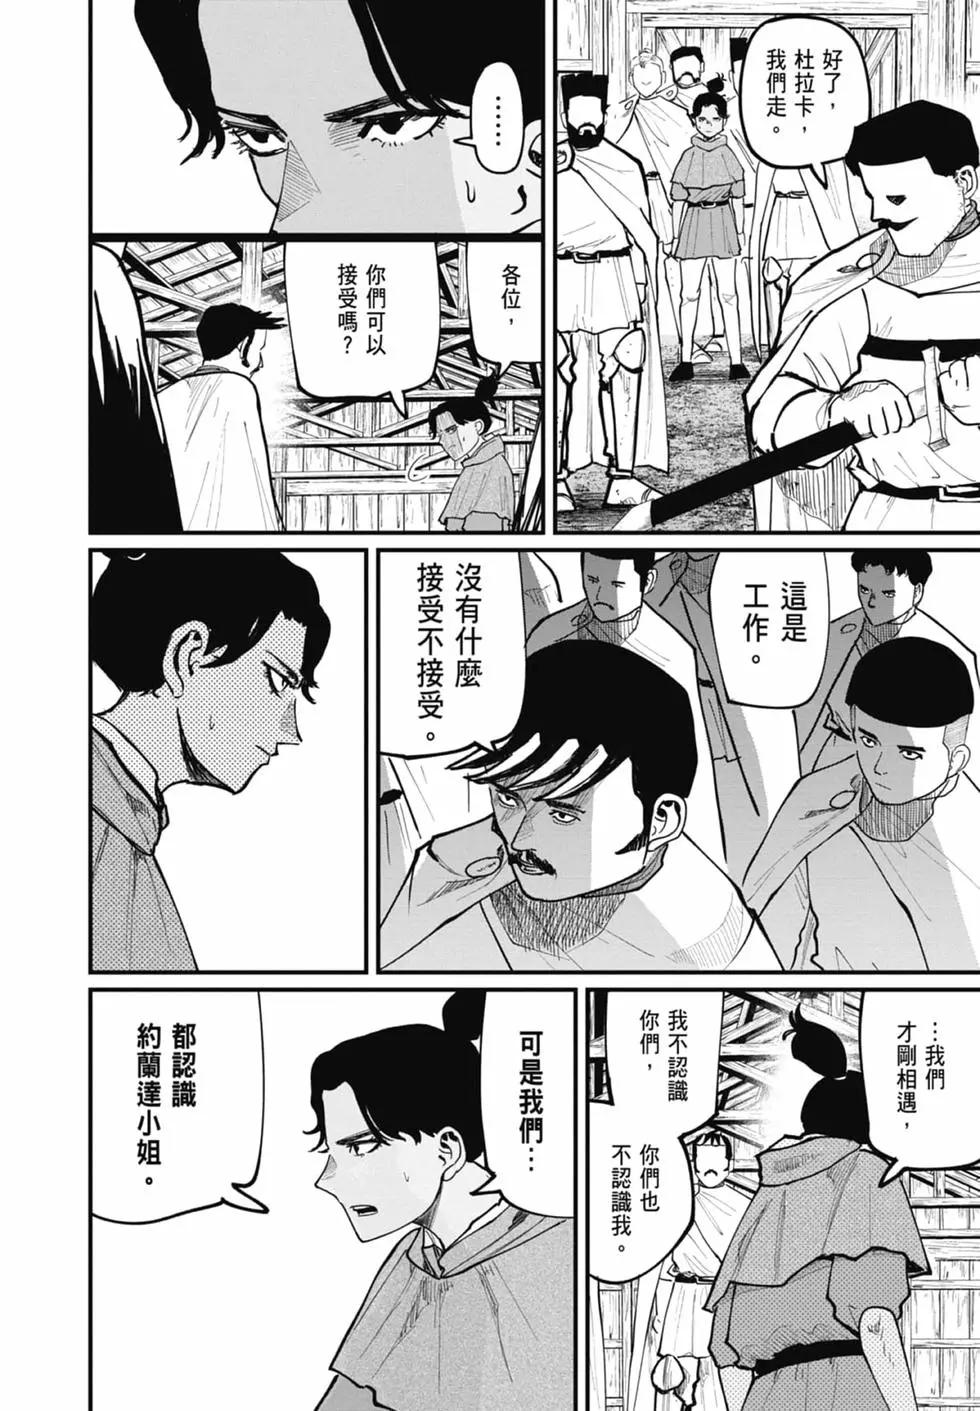 好了，
杜拉卡，
我們走。
……
各位，
你們可以
接受嗎？
這是
工作。
沒有什麼
接受不接受。
…我們
才剛相遇，
我不認識
你們，
你們也
不認識我。
可是我們…
都認識
約蘭達小姐。